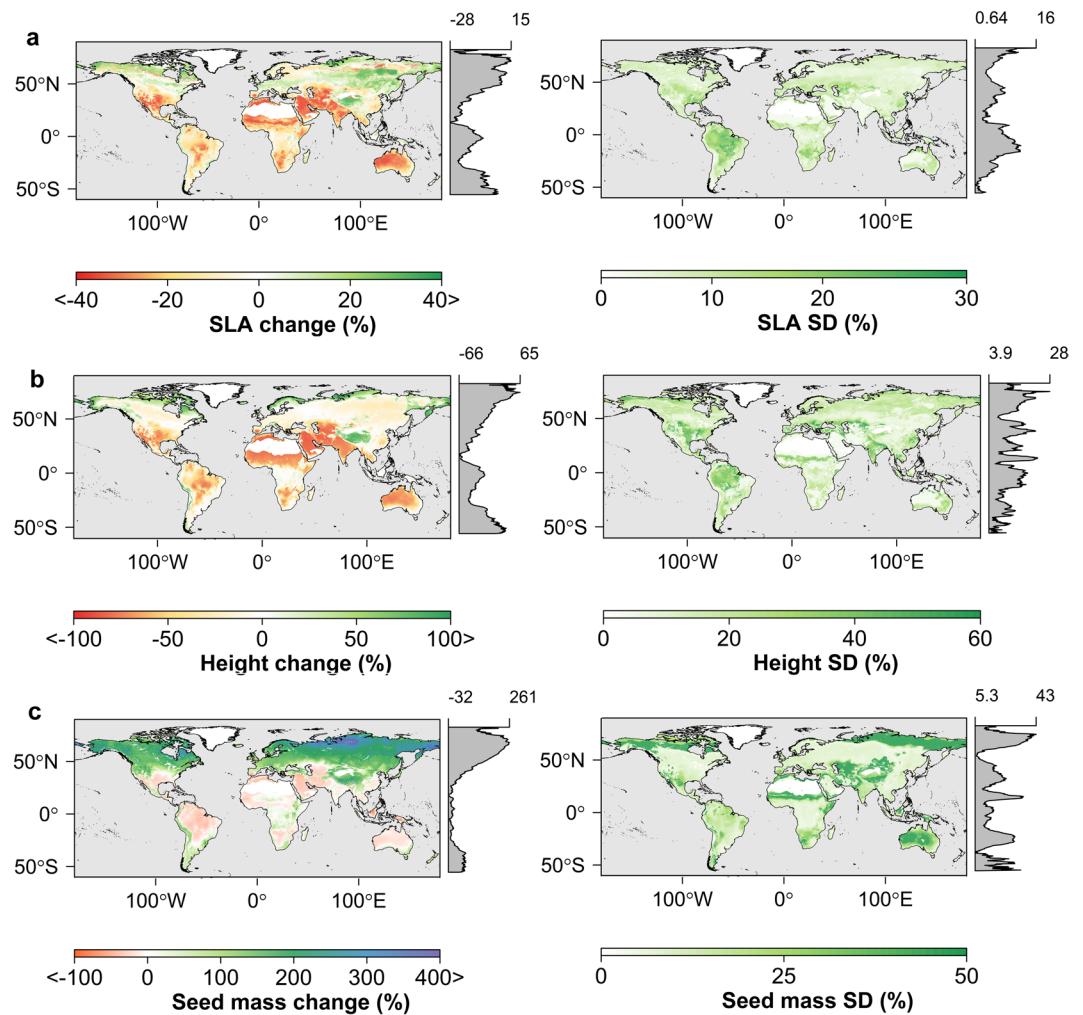 a
-28 15
0.64 16
50°N
0°
50°S
100°W 0° 100°E
50°N
0°
50°S
100°W 0° 100°E
<-40 -20 0 20 40>
SLA change (%)
0 10 20 30
SLA SD (%)
b
-66 65
3.9 28
50°N
0°
50°S
100°W 0° 100°E
50°N
0°
50°S
100°W 0° 100°E
<-100 -50 0 50 100>
Height change (%)
0 20 40 60
Height SD (%)
c
-32 261
5.3 43
50°N
0°
50°S
100°W 0° 100°E
50°N
0°
50°S
100°W 0° 100°E
<-100 0 100 200 300 400>
Seed mass change (%)
0 25 50
Seed mass SD (%)